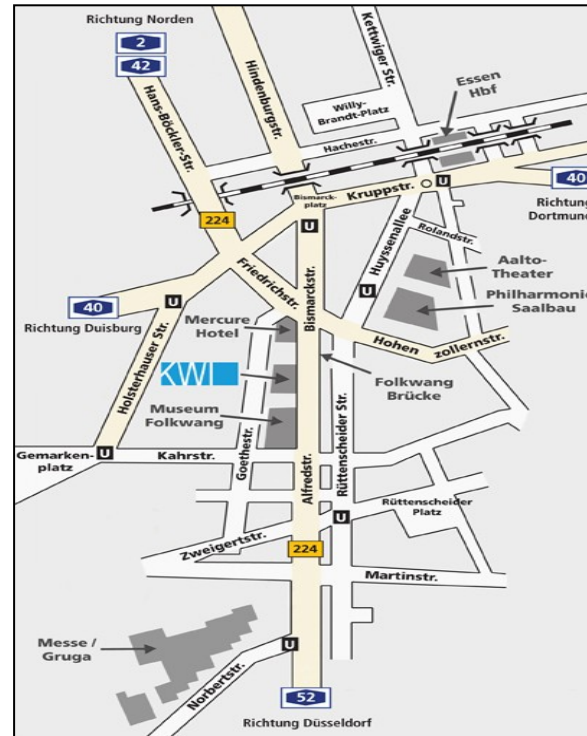 Richtung Norden
2
42
Hans-Böckler-Str.
Hindenburgstr.
Kettwiger Str.
Willy-
Brandt-Platz
Essen
Hbf
Hachestr.
Bismarck-
platz
Kruppstr.
U
40
Richtung
Dortmund
224
U
Rolandstr.
Huyssenallee
Aalto-
Theater
Friedrichstr.
Bismarckstr.
U
Philharmonie
Saalbau
40
U
Richtung Duisburg
Mercure
Hotel
Hohen
zollernstr.
Holsterhauser Str.
KWI
Folkwang
Brücke
Museum
Folkwang
Goethestr.
Rüttenscheider Str.
Gemarken-
platz
U
Kahrstr.
Alfredstr.
Rüttenscheider
Platz
U
Zweigertstr.
224
Martinstr.
Messe /
Gruga
U
Norbertstr.
52
Richtung Düsseldorf